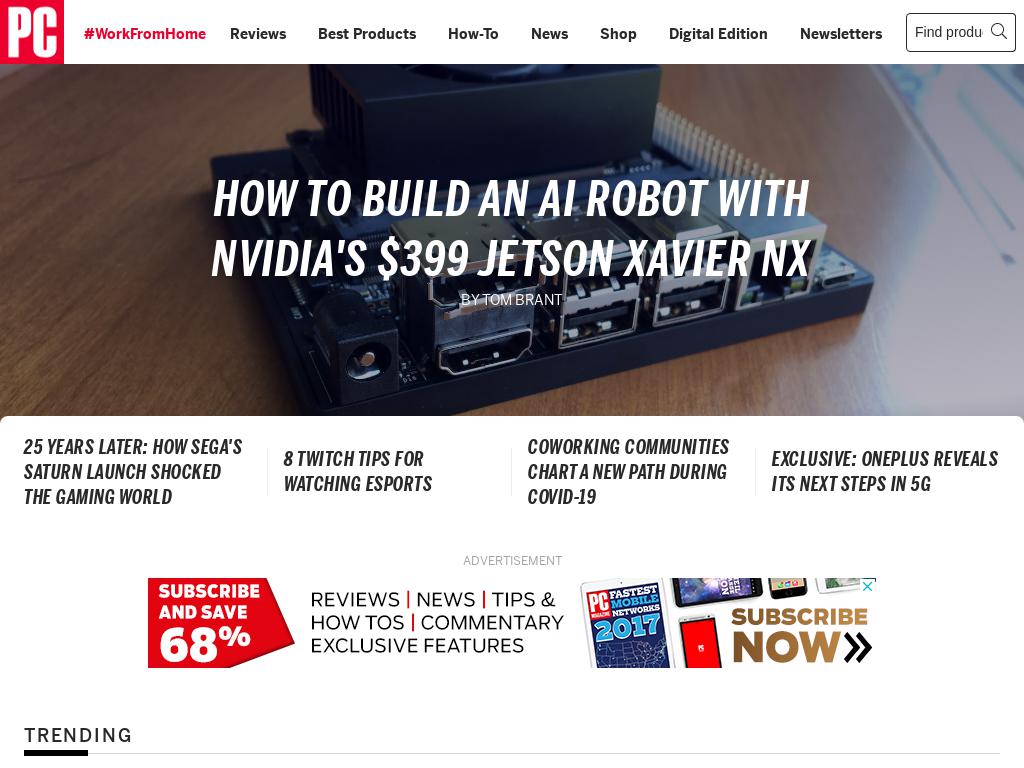 PC
#WorkFromHome
Reviews
Best Products
How-To
News
Shop
Digital Edition
Newsletters
Find produ
HOW TO BUILD AN AI ROBOT WITH
NVIDIA'S $399 JETSON XAVIER NX
BY TOM BRANT
25 YEARS LATER: HOW SEGA'S
SATURN LAUNCH SHOCKED
THE GAMING WORLD
8 TWITCH TIPS FOR
WATCHING ESPORTS
COWORKING COMMUNITIES
CHART A NEW PATH DURING
COVID-19
EXCLUSIVE: ONEPLUS REVEALS
ITS NEXT STEPS IN 5G
ADVERTISEMENT
SUBSCRIBE
AND SAVE
68%
REVIEWS | NEWS | TIPS &
HOW TOS | COMMENTARY
EXCLUSIVE FEATURES
PC
FASTEST
MOBILE
NETWORKS
2017
SUBSCRIBE
NOW
TRENDING